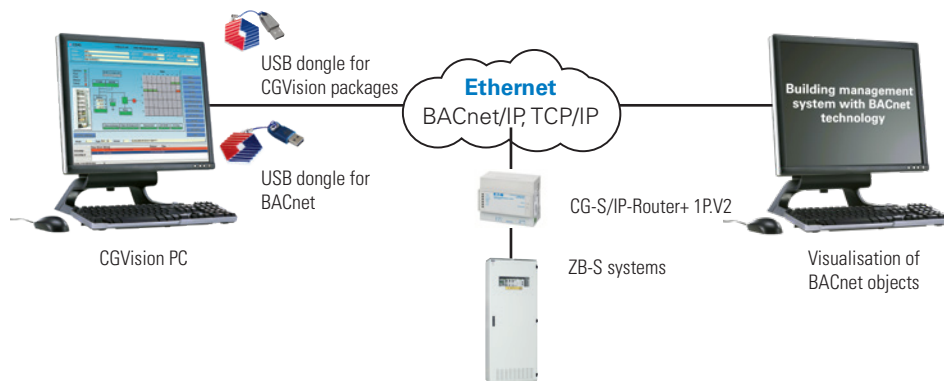 USB dongle for
CGVision packages
Ethernet
BACnet/IP, TCP/IP
Building management
system with BACnet
technology
USB dongle for
BACnet
CG-S/IP-Router+ 1P.V2
CGVision PC
ZB-S systems
Visualisation of
BACnet objects